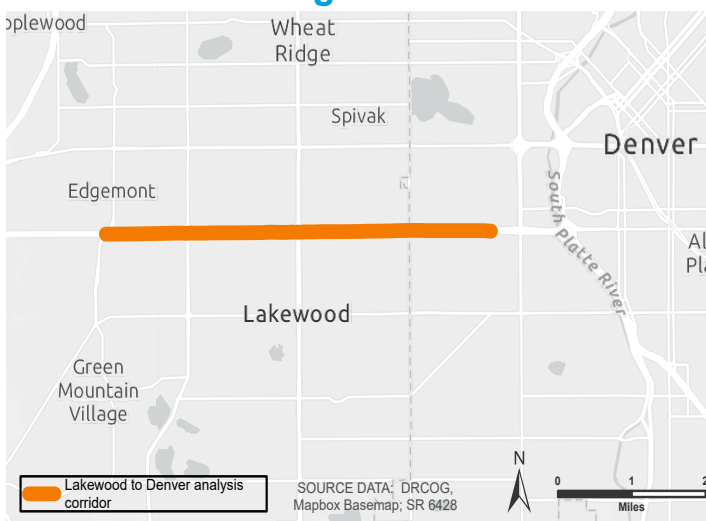 Wheat
Ridge
Spivak
Denver
Edgemont
South Platte River
Lakewood
Green
Mountain
Village
Lakewood to Denver analysis
corridor
SOURCE DATA: DRCOG,
Mapbox Basemap; SR 6428
N
0 1 2
Miles